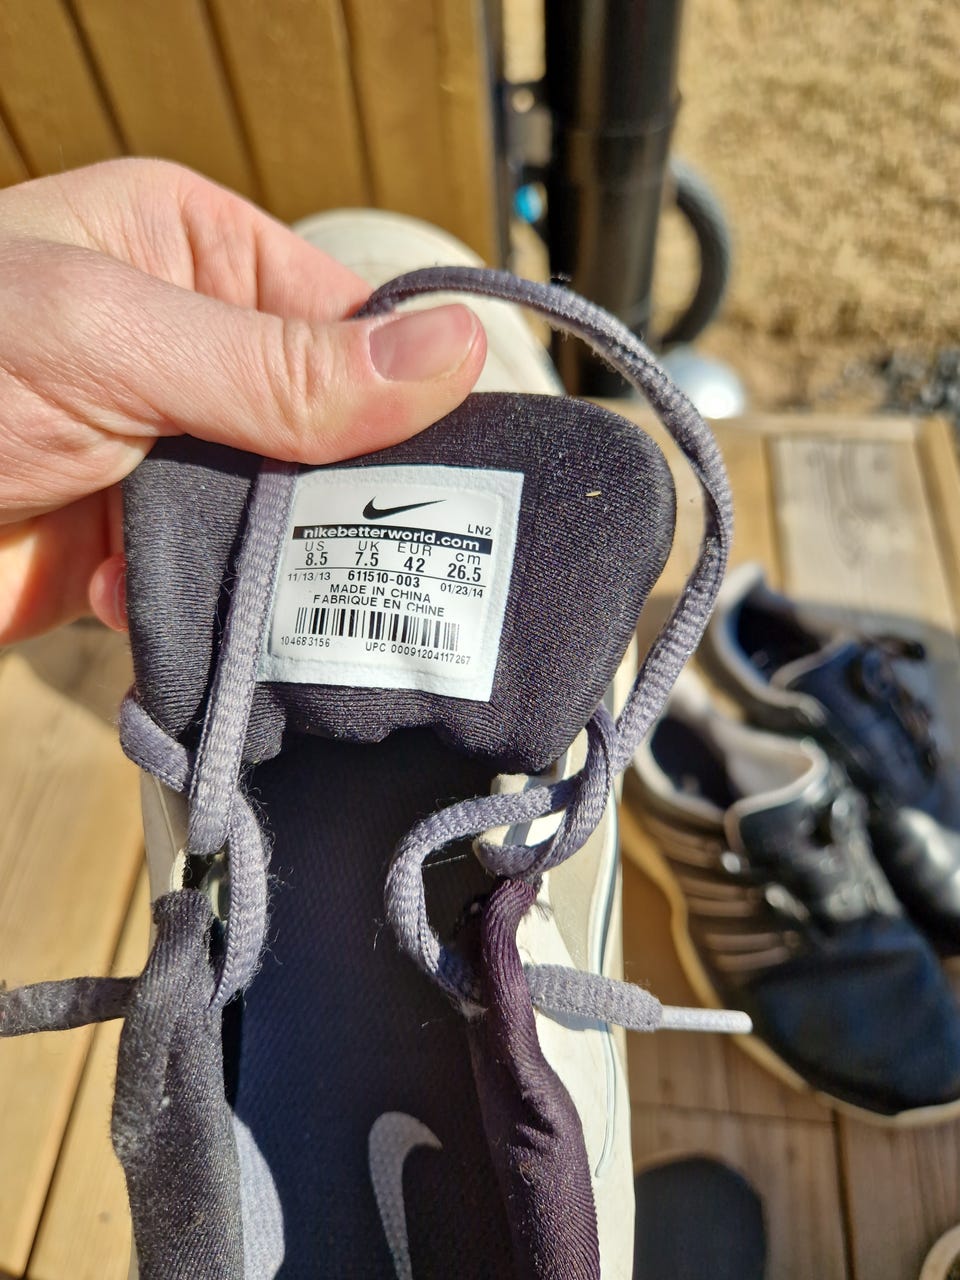 LN2
nikebetterworld.com
US UK EUR cm
8.5 7.5 42 26.5
11/13/13 611510-003 01/23/14
MADE IN CHINA
FABRIQUE EN CHINE
104683156 UPC 00091204117267